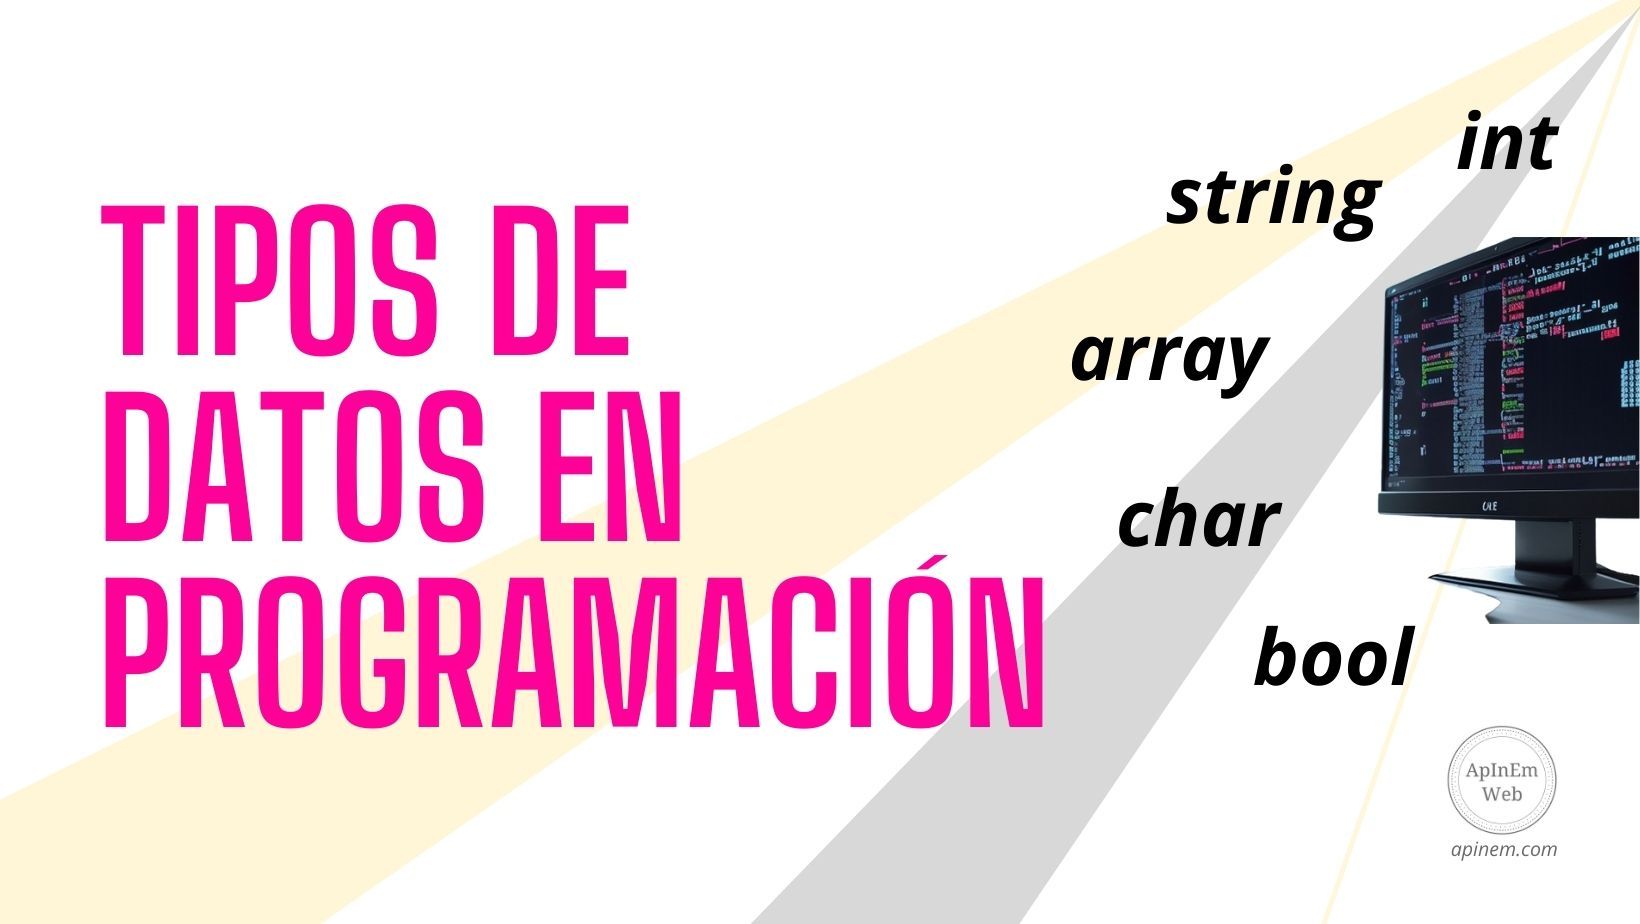 TIPOS DE
DATOS EN
PROGRAMACIÓN
int
string
array
char
bool
ApInEm
Web
apinem.com